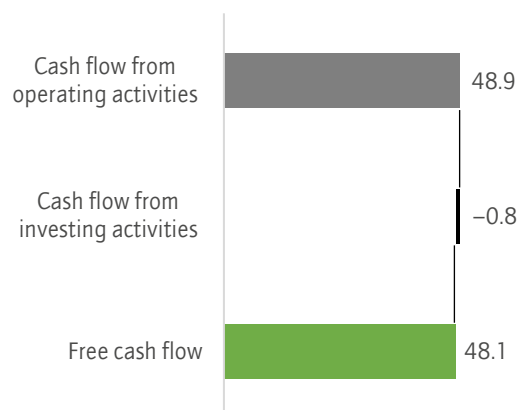 Cash flow from
operating activities
48.9
Cash flow from
investing activities
–0.8
Free cash flow
48.1